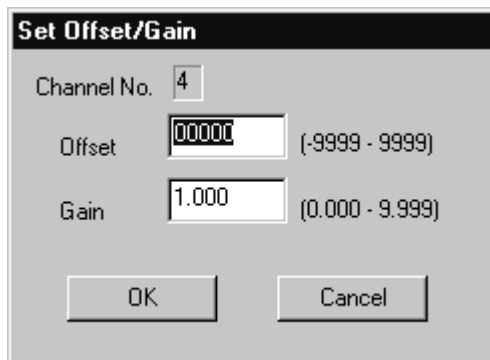 Set Offset/Gain
Channel No. 4
Offset 00000 (-9999 - 9999)
Gain 1.000 (0.000 - 9.999)
OK Cancel